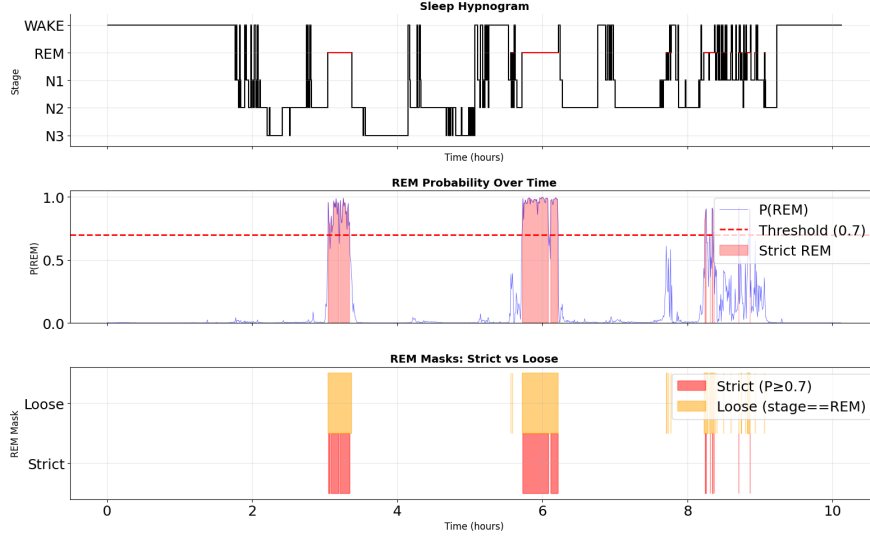 Sleep Hypnogram
WAKE
REM
N1
N2
N3
Stage
Time (hours)
REM Probability Over Time
1.0
0.5
0.0
P(REM)
P(REM)
Threshold (0.7)
Strict REM
REM Masks: Strict vs Loose
Loose
Strict
REM Mask
Strict (P≥0.7)
Loose (stage==REM)
0
2
4
6
8
10
Time (hours)